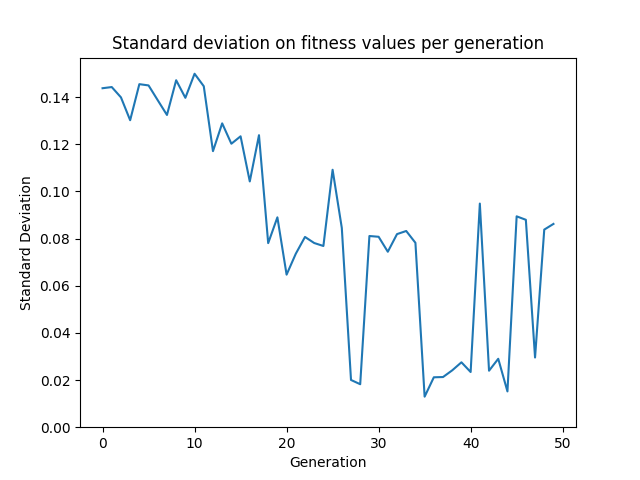 Standard deviation on fitness values per generation
Standard Deviation
0.14
0.12
0.10
0.08
0.06
0.04
0.02
0.00
0 10 20 30 40 50
Generation